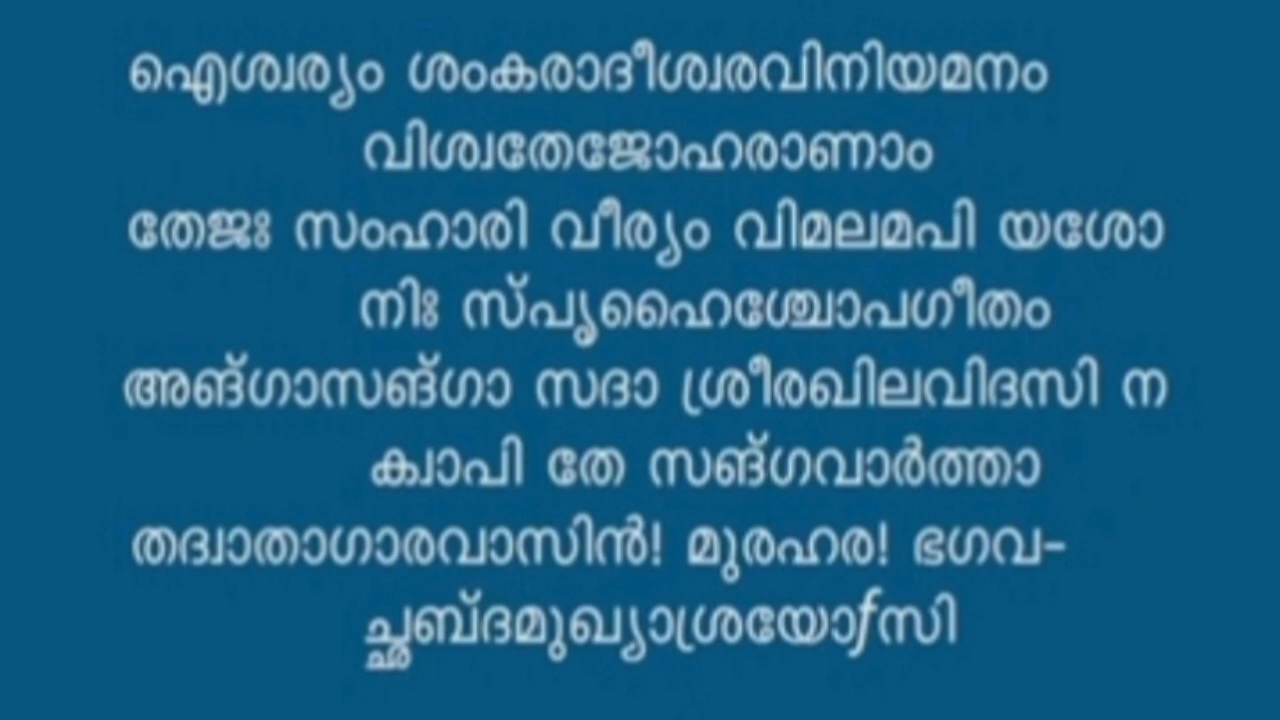 ഐശ്വര്യം ശംകരാദീശ്വരവിനിയമനം
വിശ്വതേജോഹരാണാം
തേജഃ സംഹാരി വീര്യം വിമലമപി യശോ
നിഃ സ്പൃഹൈശ്ചോപഗീതം
അങ്ഗാസങ്ഗാ സദാ ശ്രീരഖിലവിദസി ന
ക്വാപി തേ സങ്ഗവാർത്താ
തദ്വാതാഗാരവാസിൻ! മുരഹര! ഭഗവ-
ച്ഛബ്ദമുഖ്യാശ്രയോƒസി